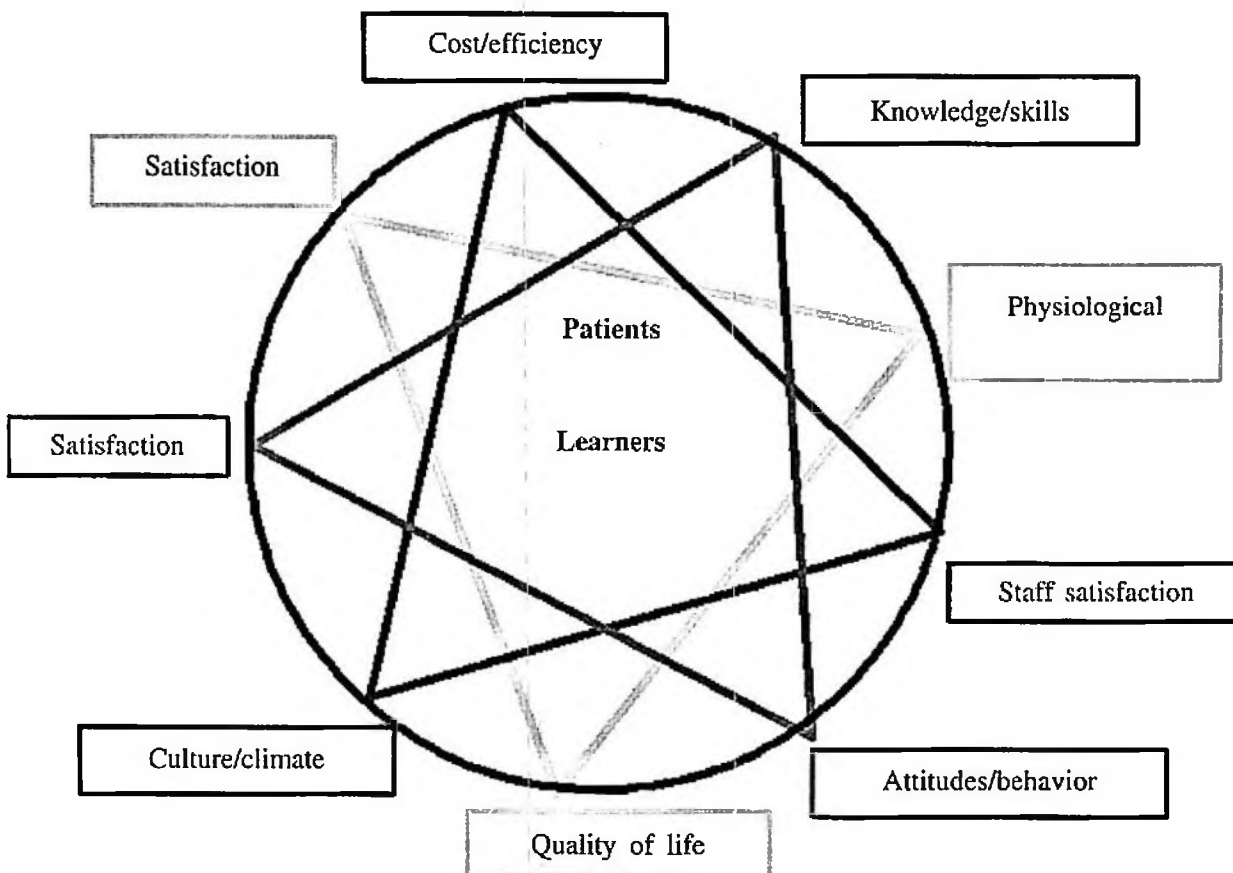 Cost/efficiency
Knowledge/skills
Satisfaction
Physiological
Patients
Learners
Satisfaction
Staff satisfaction
Culture/climate
Attitudes/behavior
Quality of life